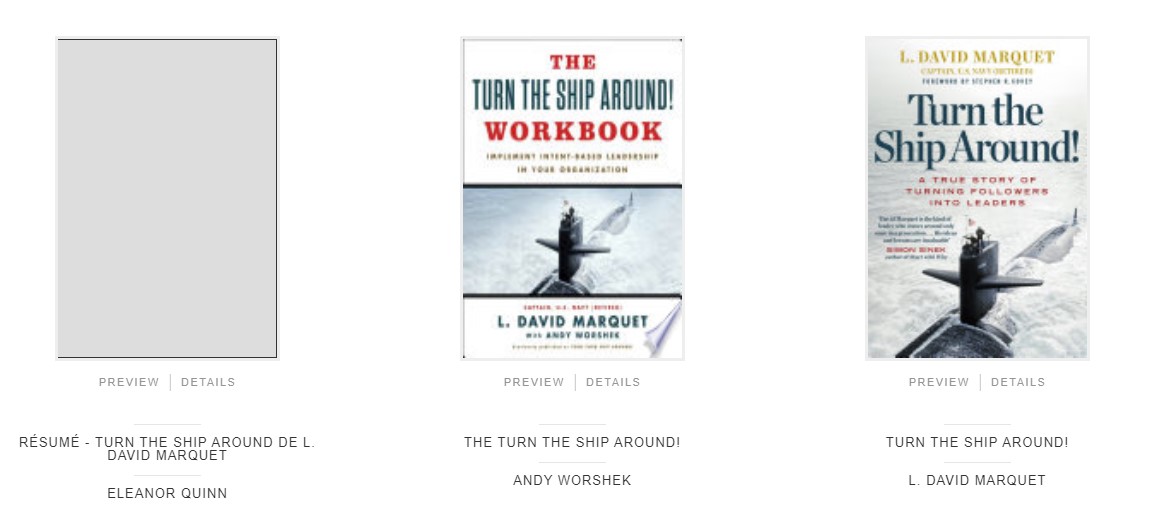 THE
TURN THE SHIP AROUND!
WORKBOOK
IMPLEMENT INTENT-BASED LEADERSHIP
IN YOUR ORGANIZATION
CAPTAIN, U.S. NAVY (RETIRED)
L. DAVID MARQUET
WITH ANDY WORSHEK
L. DAVID MARQUET
CAPTAIN, U.S. NAVY (RETIRED)
FOREWORD BY STEPHEN R. COVEY
Turn the
Ship Around!
A TRUE STORY OF
TURNING FOLLOWERS
INTO LEADERS
SIMON SINEK
PREVIEW DETAILS
PREVIEW DETAILS
PREVIEW DETAILS
RÉSUMÉ - TURN THE SHIP AROUND DE L.
DAVID MARQUET
ELEANOR QUINN
THE TURN THE SHIP AROUND!
ANDY WORSHEK
TURN THE SHIP AROUND!
L. DAVID MARQUET